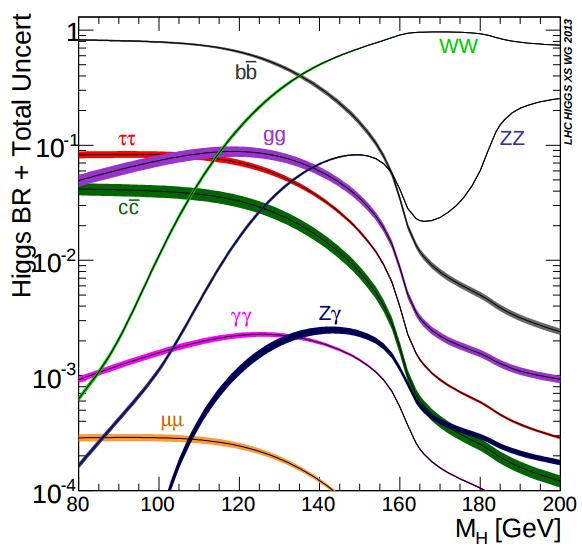 Higgs BR + Total Uncert
LHC HIGGS XS WG 2013
1
10⁻¹
10⁻²
10⁻³
10⁻⁴
bb̄
WW
ττ
gg
ZZ
cc̄
γγ
Zγ
μμ
80 100 120 140 160 180 200
M_H [GeV]